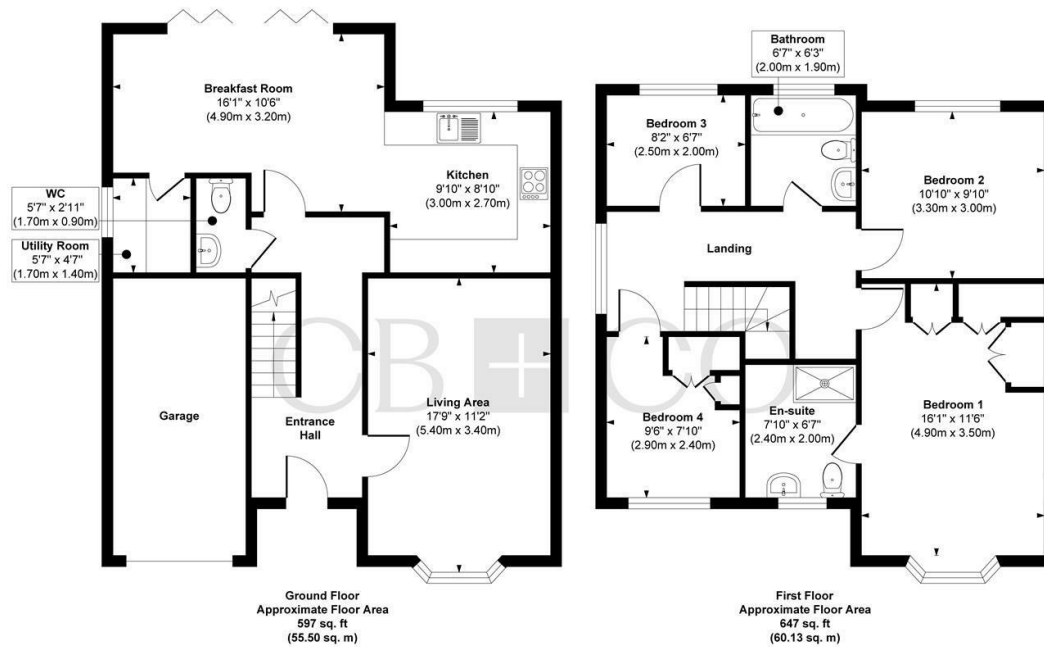 Breakfast Room
16'1" x 10'6"
(4.90m x 3.20m)
Kitchen
9'10" x 8'10"
(3.00m x 2.70m)
WC
5'7" x 2'11"
(1.70m x 0.90m)
Utility Room
5'7" x 4'7"
(1.70m x 1.40m)
Garage
Entrance
Hall
Living Area
17'9" x 11'2"
(5.40m x 3.40m)
Ground Floor
Approximate Floor Area
597 sq. ft
(55.50 sq. m)
Bathroom
6'7" x 6'3"
(2.00m x 1.90m)
Bedroom 3
8'2" x 6'7"
(2.50m x 2.00m)
Bedroom 2
10'10" x 9'10"
(3.30m x 3.00m)
Landing
Bedroom 4
9'6" x 7'10"
(2.90m x 2.40m)
En-suite
7'10" x 6'7"
(2.40m x 2.00m)
Bedroom 1
16'1" x 11'6"
(4.90m x 3.50m)
First Floor
Approximate Floor Area
647 sq. ft
(60.13 sq. m)
CB+CO